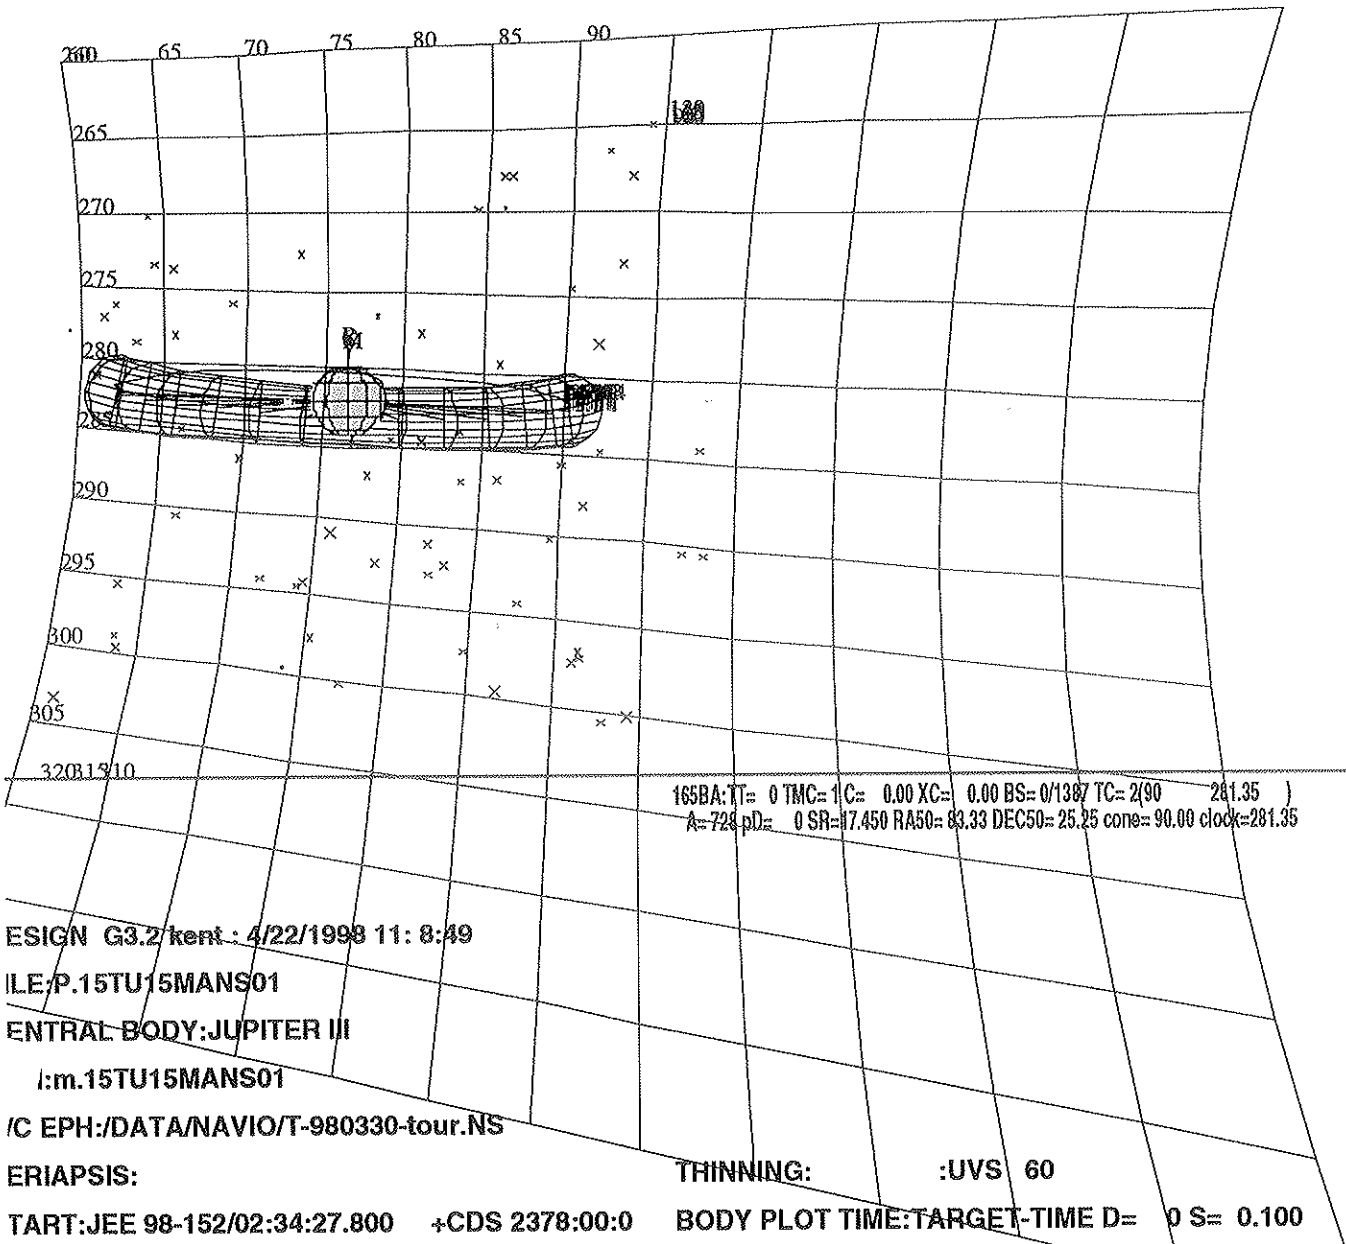 65 70 75 80 85 90
265
270
275
280
290
295
300
305
165BA:TT= 0 TMC= 1 C= 0.00 XC= 0.00 BS= 0/1387 TC= 2(90 281.35 )
A=-728 pD= 0 SR=17.450 RA50= 83.33 DEC50= 25.25 cone= 90.00 clock=281.35
ESIGN G3.2 kent : 4/22/1998 11: 8:49
ILE:P.15TU15MANS01
ENTRAL BODY:JUPITER III
:m.15TU15MANS01
/C EPH:/DATA/NAVIO/T-980330-tour.NS
ERIAPSIS:
THINNING: :UVS 60
TART:JEE 98-152/02:34:27.800 +CDS 2378:00:0 BODY PLOT TIME:TARGET-TIME D= 0 S= 0.100